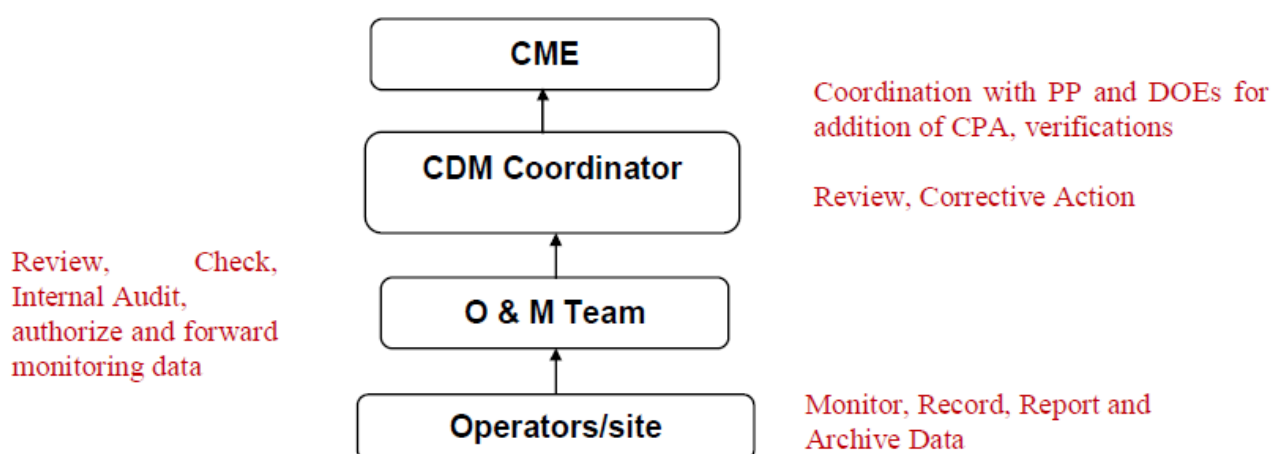 CME
Coordination with PP and DOEs for
addition of CPA, verifications
CDM Coordinator
Review, Corrective Action
Review, Check,
Internal Audit,
authorize and forward
monitoring data
O & M Team
Operators/site
Monitor, Record, Report and
Archive Data